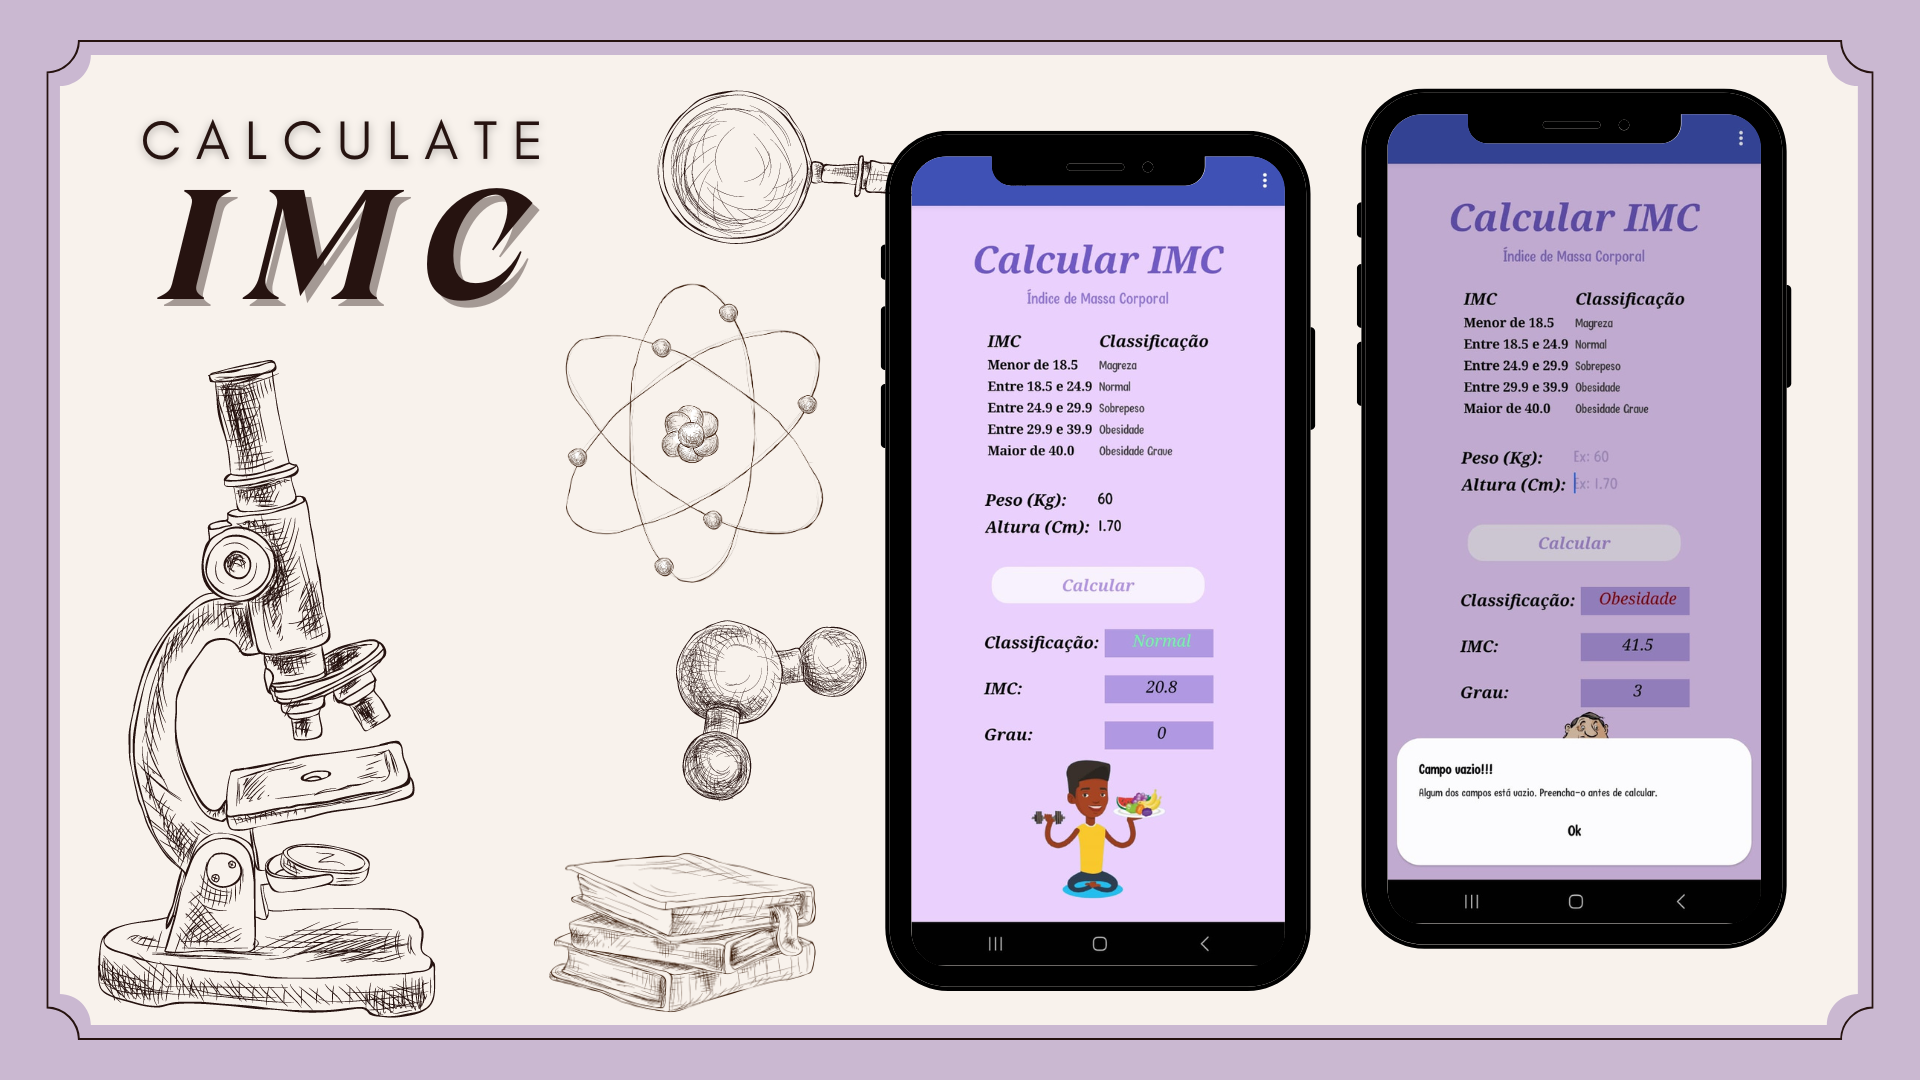 CALCULATE
IMC
Calcular IMC
Índice de Massa Corporal
IMC Classificação
Menor de 18.5 Magreza
Entre 18.5 e 24.9 Normal
Entre 24.9 e 29.9 Sobrepeso
Entre 29.9 e 39.9 Obesidade
Maior de 40.0 Obesidade Grave
Peso (Kg): 60
Altura (Cm): 1.70
Calcular
Classificação: Normal
IMC: 20.8
Grau: 0
Calcular IMC
Índice de Massa Corporal
IMC Classificação
Menor de 18.5 Magreza
Entre 18.5 e 24.9 Normal
Entre 24.9 e 29.9 Sobrepeso
Entre 29.9 e 39.9 Obesidade
Maior de 40.0 Obesidade Grave
Peso (Kg): Ex: 60
Altura (Cm): Ex: 1.70
Calcular
Classificação: Obesidade
IMC: 41.5
Grau: 3
Campo vazio!!!
Algum dos campos está vazio. Preencha-o antes de calcular.
Ok